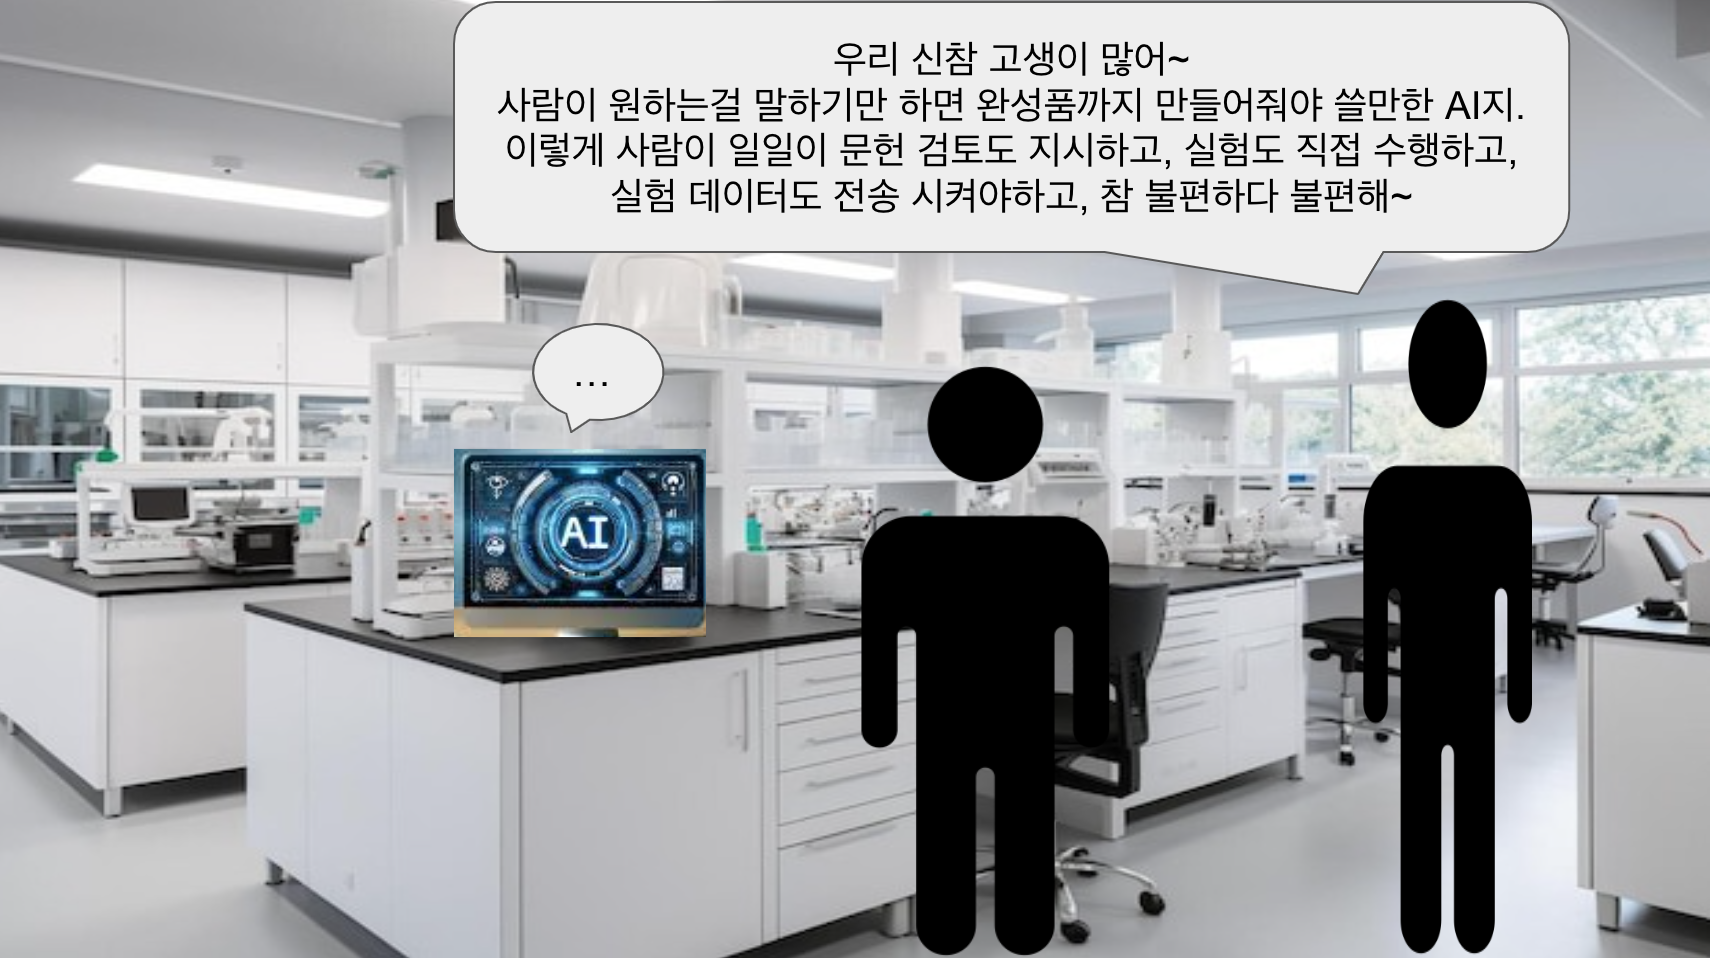 우리 신참 고생이 많어~
사람이 원하는걸 말하기만 하면 완성품까지 만들어줘야 쓸만한 AI지.
이렇게 사람이 일일이 문헌 검토도 지시하고, 실험도 직접 수행하고,
실험 데이터도 전송 시켜야하고, 참 불편하다 불편해~
...
AI